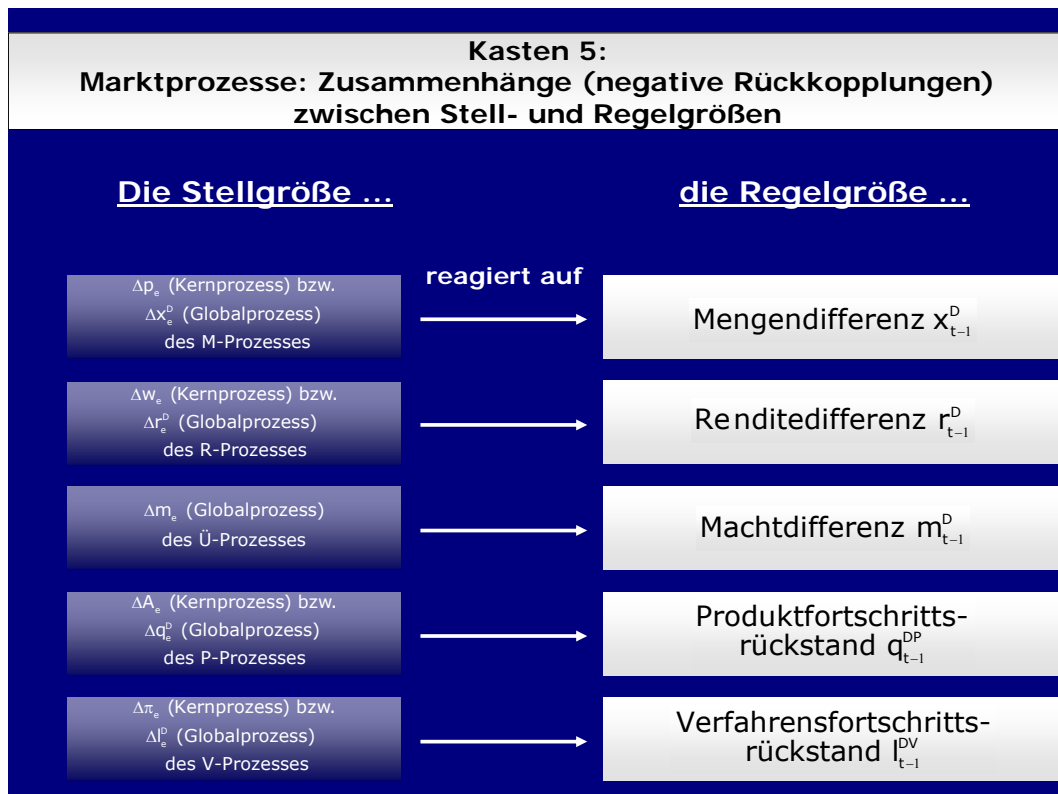 Kasten 5:
Marktprozesse: Zusammenhänge (negative Rückkopplungen)
zwischen Stell- und Regelgrößen
Die Stellgröße ...
die Regelgröße ...
reagiert auf
Δpₑ (Kernprozess) bzw.
Δxₑᴰ (Globalprozess)
des M-Prozesses
Mengendifferenz xᴰₜ₋₁
Δwₑ (Kernprozess) bzw.
Δrₑᴰ (Globalprozess)
des R-Prozesses
Renditedifferenz rᴰₜ₋₁
Δmₑ (Globalprozess)
des Ü-Prozesses
Machtdifferenz mᴰₜ₋₁
ΔAₑ (Kernprozess) bzw.
Δqₑᴰ (Globalprozess)
des P-Prozesses
Produktfortschritts-
rückstand qᴰᴾₜ₋₁
Δπₑ (Kernprozess) bzw.
Δlₑᴰ (Globalprozess)
des V-Prozesses
Verfahrensfortschritts-
rückstand lᴰⱽₜ₋₁